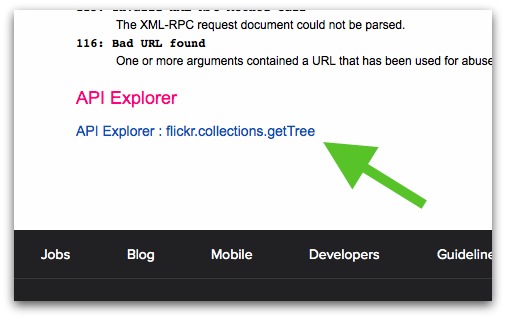 The XML-RPC request document could not be parsed.
116: Bad URL found
One or more arguments contained a URL that has been used for abuse
API Explorer
API Explorer : flickr.collections.getTree
Jobs Blog Mobile Developers Guideline